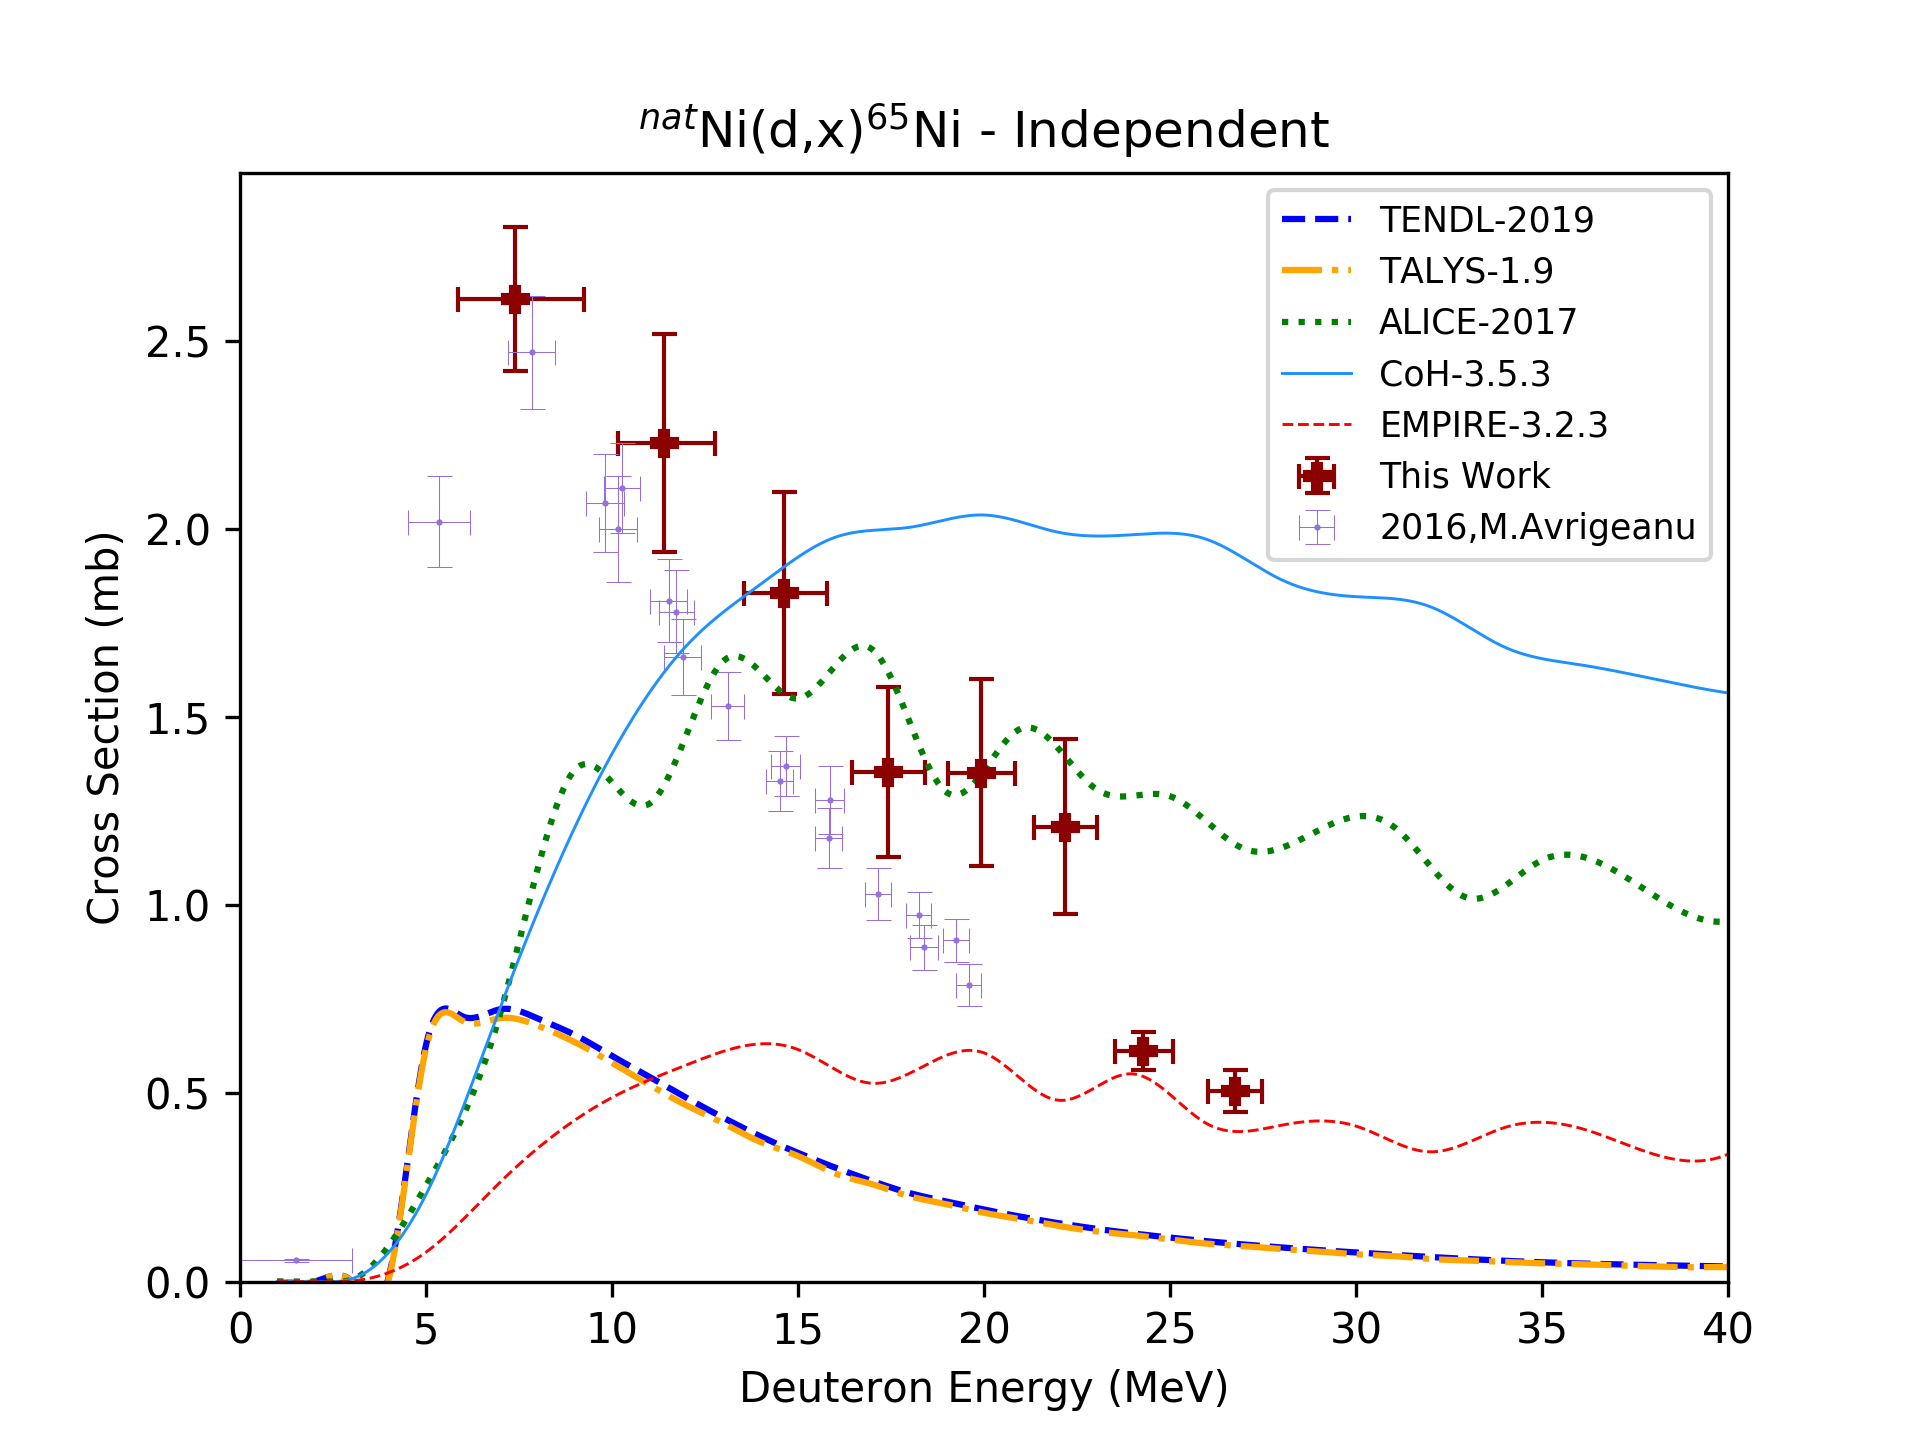 natNi(d,x)65Ni - Independent
TENDL-2019
TALYS-1.9
ALICE-2017
CoH-3.5.3
EMPIRE-3.2.3
This Work
2016,M.Avrigeanu
Cross Section (mb)
2.5
2.0
1.5
1.0
0.5
0.0
0 5 10 15 20 25 30 35 40
Deuteron Energy (MeV)